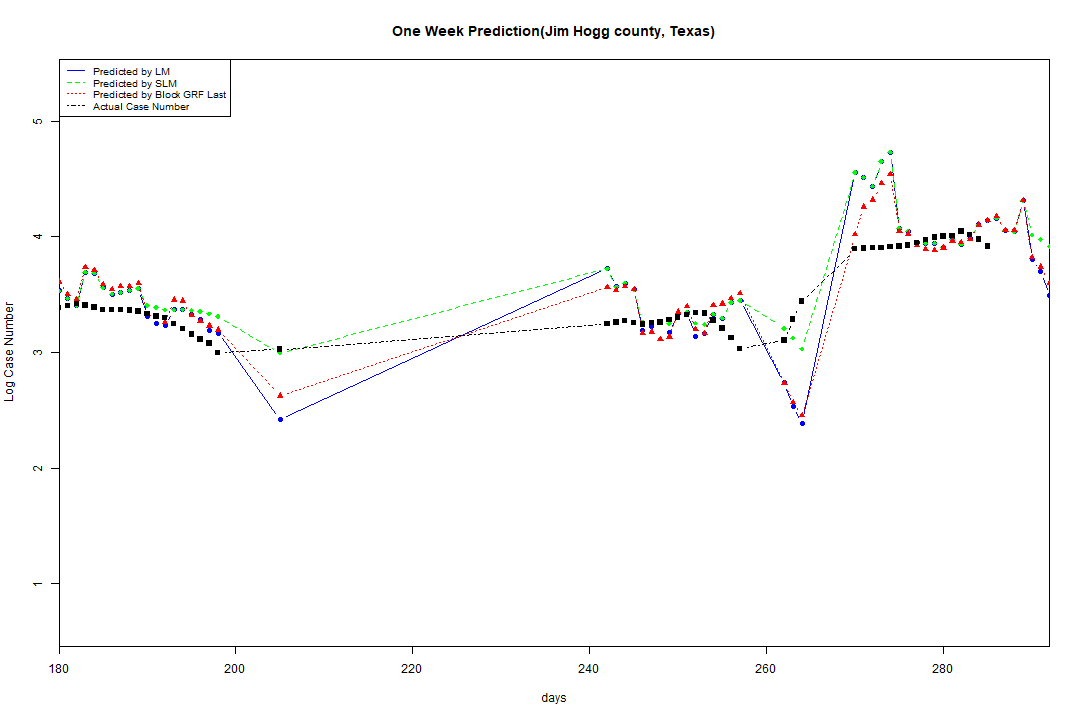 One Week Prediction(Jim Hogg county, Texas)
Predicted by LM
Predicted by SLM
Predicted by Block GRF Last
Actual Case Number
5
4
3
2
1
Log Case Number
180 200 220 240 260 280
days